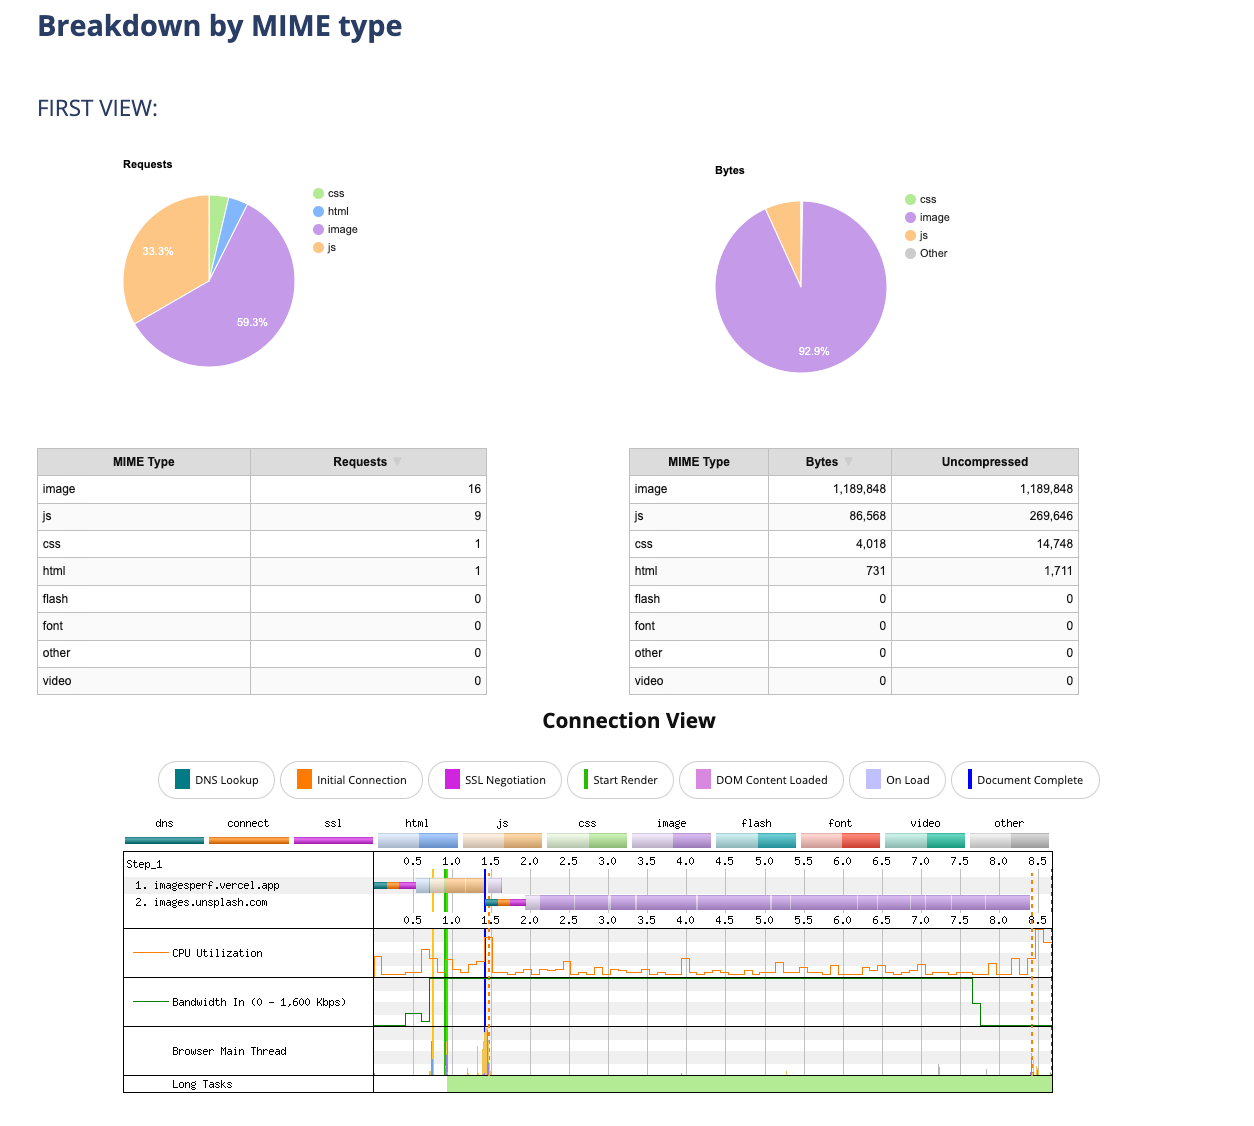 Breakdown by MIME type
FIRST VIEW:
Requests
css
html
image
js
33.3%
59.3%
Bytes
css
image
js
Other
92.9%
MIME Type Requests
image 16
js 9
css 1
html 1
flash 0
font 0
other 0
video 0
MIME Type Bytes Uncompressed
image 1,189,848 1,189,848
js 86,568 269,646
css 4,018 14,748
html 731 1,711
flash 0 0
font 0 0
other 0 0
video 0 0
Connection View
DNS Lookup Initial Connection SSL Negotiation Start Render DOM Content Loaded On Load Document Complete
dns connect ssl html js css image flash font video other
Step_1 0.5 1.0 1.5 2.0 2.5 3.0 3.5 4.0 4.5 5.0 5.5 6.0 6.5 7.0 7.5 8.0 8.5
1. imagesperf.vercel.app
2. images.unsplash.com
0.5 1.0 1.5 2.0 2.5 3.0 3.5 4.0 4.5 5.0 5.5 6.0 6.5 7.0 7.5 8.0 8.5
CPU Utilization
Bandwidth In (0 - 1,600 Kbps)
Browser Main Thread
Long Tasks